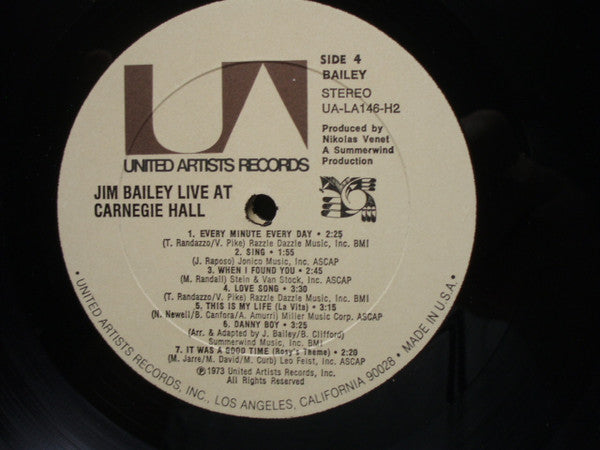 UA
SIDE 4
BAILEY
STEREO
UA-LA146-H2
Produced by
Nikolas Venet
A Summerwind
Production
UNITED ARTISTS RECORDS
JIM BAILEY LIVE AT
CARNEGIE HALL
1. EVERY MINUTE EVERY DAY • 2:25
(T. Randazzo/V. Pike) Razzle Dazzle Music, Inc. BMI
2. SING • 1:55
(J. Raposo) Jonico Music, Inc. ASCAP
3. WHEN I FOUND YOU • 2:45
(M. Randall) Stein & Van Stock, Inc. ASCAP
4. LOVE SONG • 3:30
(T. Randazzo/V. Pike) Razzle Dazzle Music, Inc. BMI
5. THIS IS MY LIFE (La Vita) • 3:15
(N. Newell/B. Canfora/A. Amurri) Miller Music Corp. ASCAP
6. DANNY BOY • 3:25
(Arr. & Adapted by J. Bailey/B. Clifford)
Summerwind Music, Inc. BMI
7. IT WAS A GOOD TIME (Rosy's Theme) • 2:20
(M. Jarre/M. David/M. Curb) Leo Feist, Inc. ASCAP
℗1973 United Artists Records, Inc.
All Rights Reserved
• UNITED ARTISTS RECORDS, INC., LOS ANGELES, CALIFORNIA 90028 • MADE IN U.S.A. •